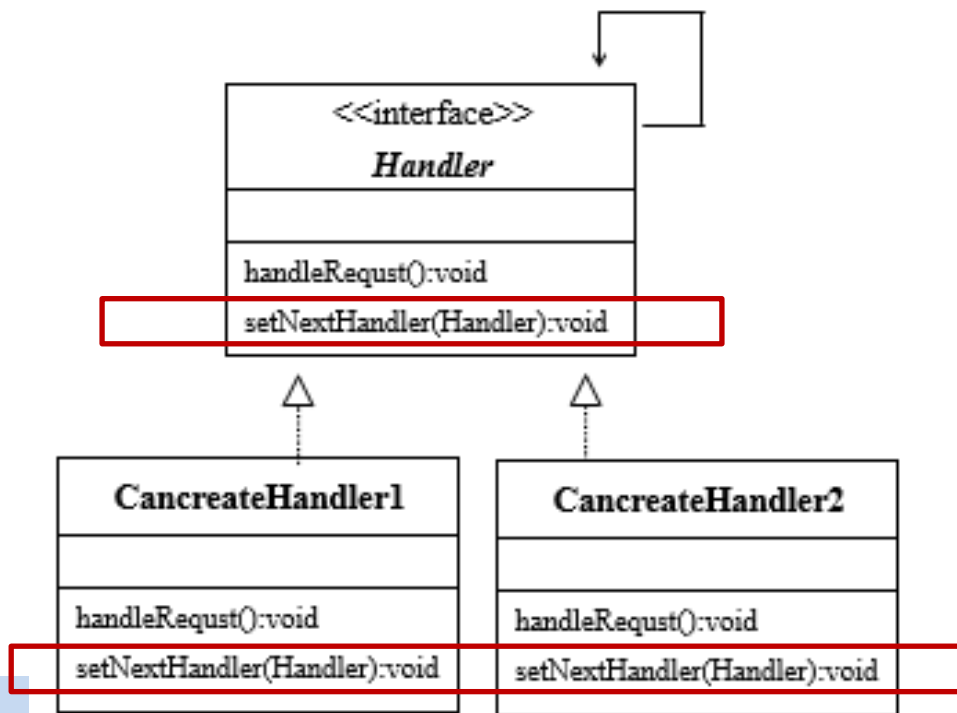 <<interface>>
Handler
handleRequst():void
setNextHandler(Handler):void
CancreateHandler1
handleRequst():void
setNextHandler(Handler):void
CancreateHandler2
handleRequst():void
setNextHandler(Handler):void